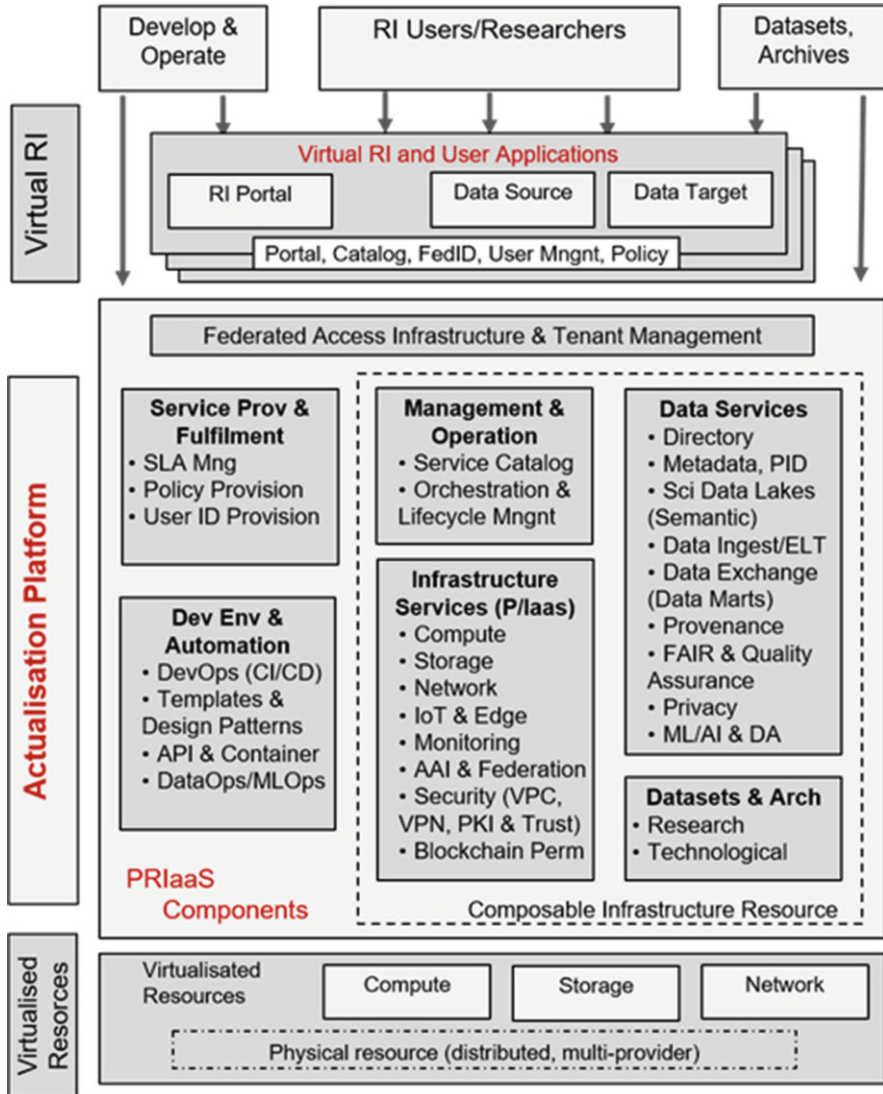 Develop &
Operate
RI Users/Researchers
Datasets,
Archives
Virtual RI
Virtual RI and User Applications
RI Portal
Data Source
Data Target
Portal, Catalog, FedID, User Mngnt, Policy
Actualisation Platform
Federated Access Infrastructure & Tenant Management
Service Prov &
Fulfilment
• SLA Mng
• Policy Provision
• User ID Provision
Dev Env &
Automation
• DevOps (CI/CD)
• Templates &
Design Patterns
• API & Container
• DataOps/MLOps
PRIaaS
Components
Management &
Operation
• Service Catalog
• Orchestration &
Lifecycle Mngnt
Infrastructure
Services (P/Iaas)
• Compute
• Storage
• Network
• IoT & Edge
• Monitoring
• AAI & Federation
• Security (VPC,
VPN, PKI & Trust)
• Blockchain Perm
Data Services
• Directory
• Metadata, PID
• Sci Data Lakes
(Semantic)
• Data Ingest/ELT
• Data Exchange
(Data Marts)
• Provenance
• FAIR & Quality
Assurance
• Privacy
• ML/AI & DA
Datasets & Arch
• Research
• Technological
Composable Infrastructure Resource
Virtualised
Resorces
Virtualisated
Resources
Compute
Storage
Network
Physical resource (distributed, multi-provider)